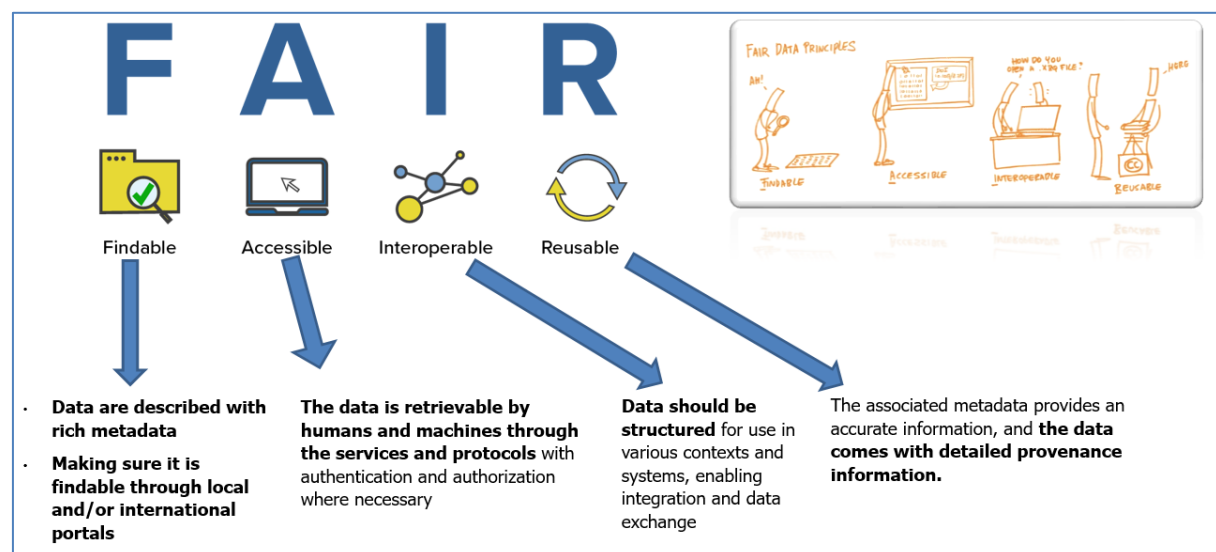 F A I R
Findable
Accessible
Interoperable
Reusable
FAIR DATA PRINCIPLES
AH!
HOW DO YOU
OPEN A .XBQ FILE?
HERG
FINDABLE
ACCESSIBLE
INTEROPERABLE
CC
REUSABLE
· Data are described with
rich metadata
· Making sure it is
findable through local
and/or international
portals
The data is retrievable by
humans and machines through
the services and protocols with
authentication and authorization
where necessary
Data should be
structured for use in
various contexts and
systems, enabling
integration and data
exchange
The associated metadata provides an
accurate information, and the data
comes with detailed provenance
information.